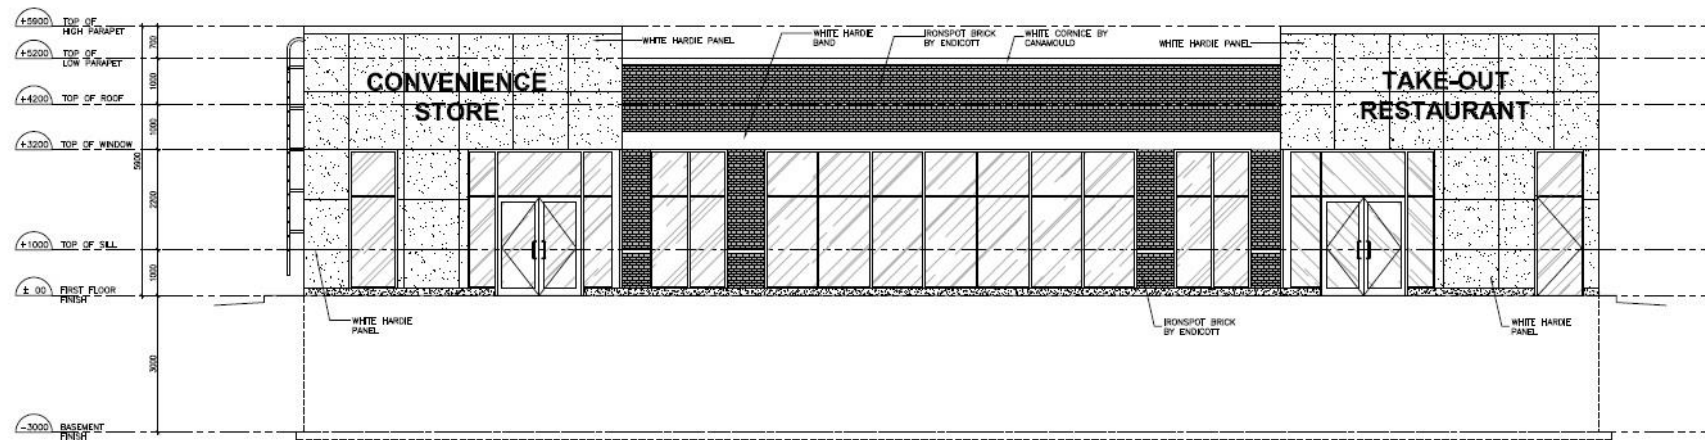 +5900 TOP OF
HIGH PARAPET
+5200 TOP OF
LOW PARAPET
+4200 TOP OF ROOF
+3200 TOP OF WINDOW
+1000 TOP OF SILL
± 00 FIRST FLOOR
FINISH
-3000 BASEMENT
FINISH
700
1000
1000
5900
2200
1000
3000
WHITE HARDIE PANEL
WHITE HARDIE
BAND
IRONSPOT BRICK
BY ENDICOTT
WHITE CORNICE BY
CANAMOULD
WHITE HARDIE PANEL
CONVENIENCE
STORE
TAKE-OUT
RESTAURANT
WHITE HARDIE
PANEL
IRONSPOT BRICK
BY ENDICOTT
WHITE HARDIE
PANEL